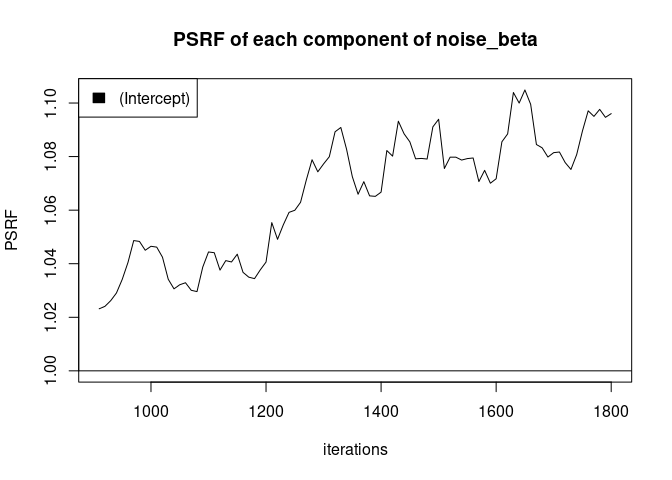 PSRF of each component of noise_beta
(Intercept)
PSRF
1.10
1.08
1.06
1.04
1.02
1.00
1000 1200 1400 1600 1800
iterations